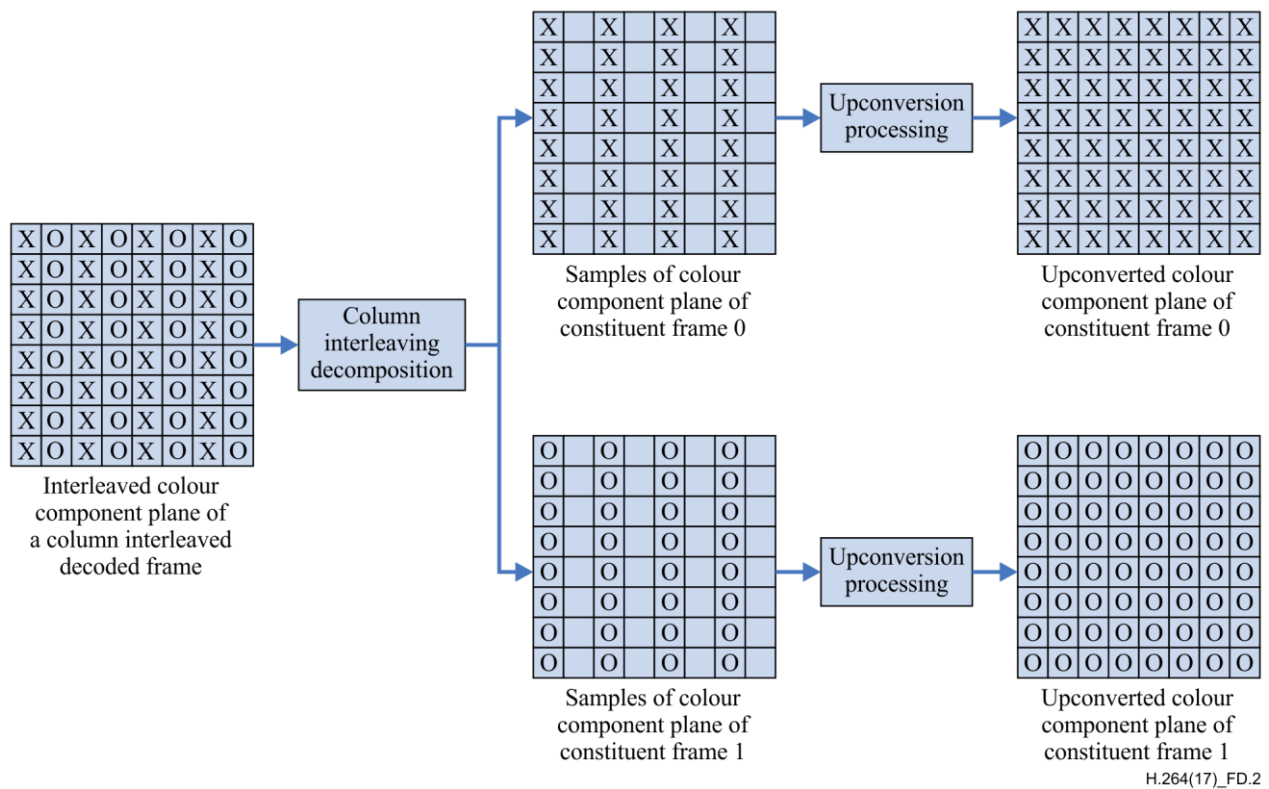 X X X X
X X X X
X X X X
X X X X
X X X X
X X X X
X X X X
X X X X
Samples of colour
component plane of
constituent frame 0
Upconversion
processing
X X X X X X X X
X X X X X X X X
X X X X X X X X
X X X X X X X X
X X X X X X X X
X X X X X X X X
X X X X X X X X
X X X X X X X X
Upconverted colour
component plane of
constituent frame 0
X O X O X O X O
X O X O X O X O
X O X O X O X O
X O X O X O X O
X O X O X O X O
X O X O X O X O
X O X O X O X O
X O X O X O X O
Interleaved colour
component plane of
a column interleaved
decoded frame
Column
interleaving
decomposition
O O O O
O O O O
O O O O
O O O O
O O O O
O O O O
O O O O
O O O O
Samples of colour
component plane of
constituent frame 1
Upconversion
processing
O O O O O O O O
O O O O O O O O
O O O O O O O O
O O O O O O O O
O O O O O O O O
O O O O O O O O
O O O O O O O O
O O O O O O O O
Upconverted colour
component plane of
constituent frame 1
H.264(17)_FD.2